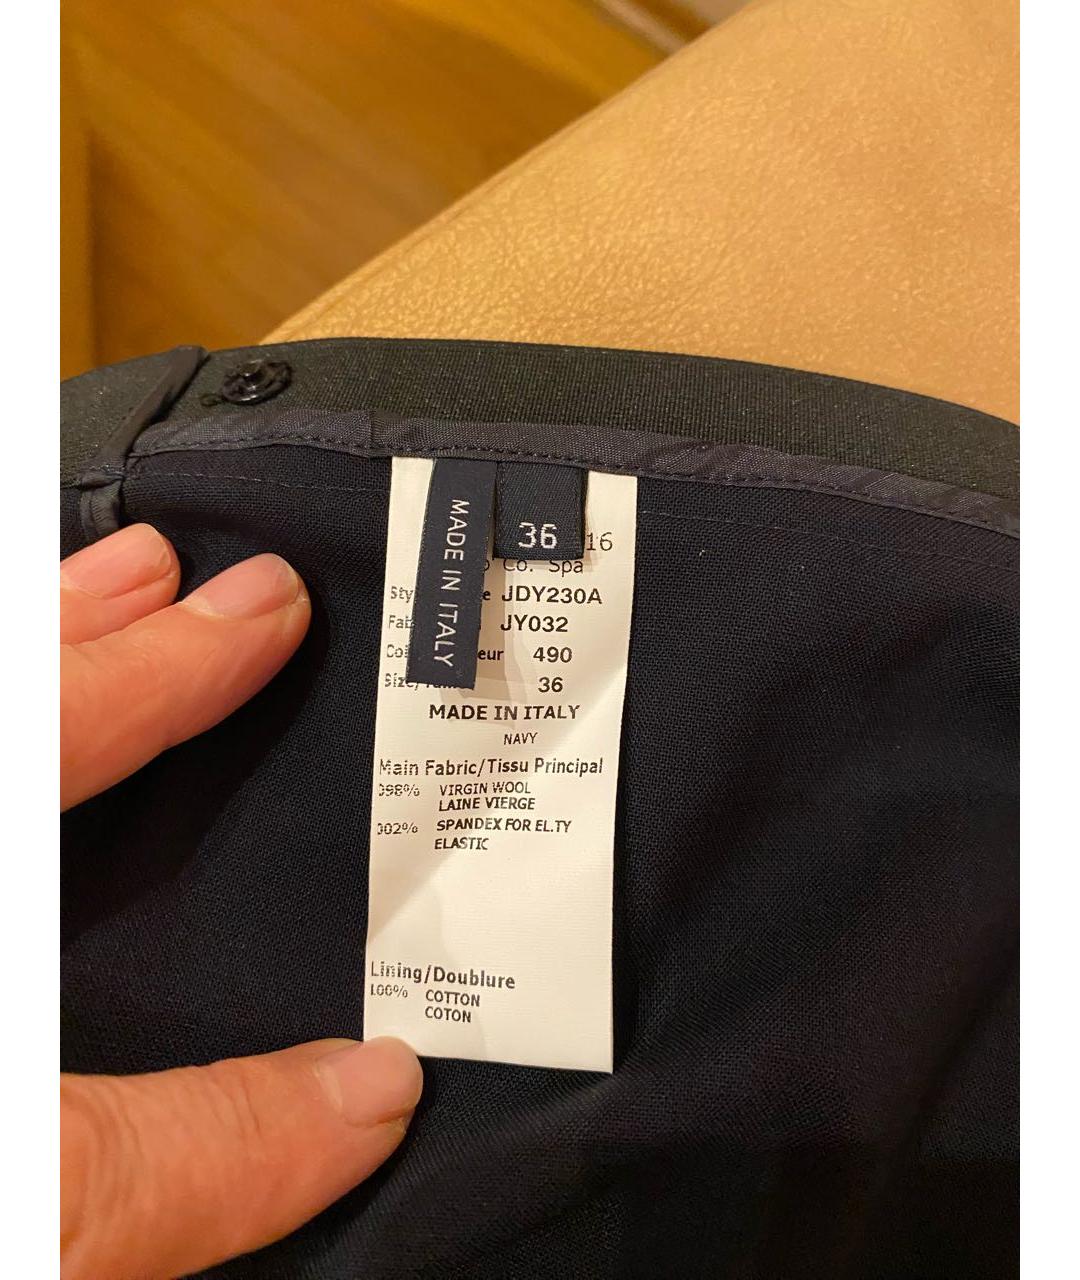 MADE IN ITALY
36
16
Co. Spa
JDY230A
JY032
490
36
MADE IN ITALY
NAVY
Main Fabric/Tissu Principal
098% VIRGIN WOOL
LAINE VIERGE
002% SPANDEX FOR EL.TY
ELASTIC
Lining/Doublure
100% COTTON
COTON